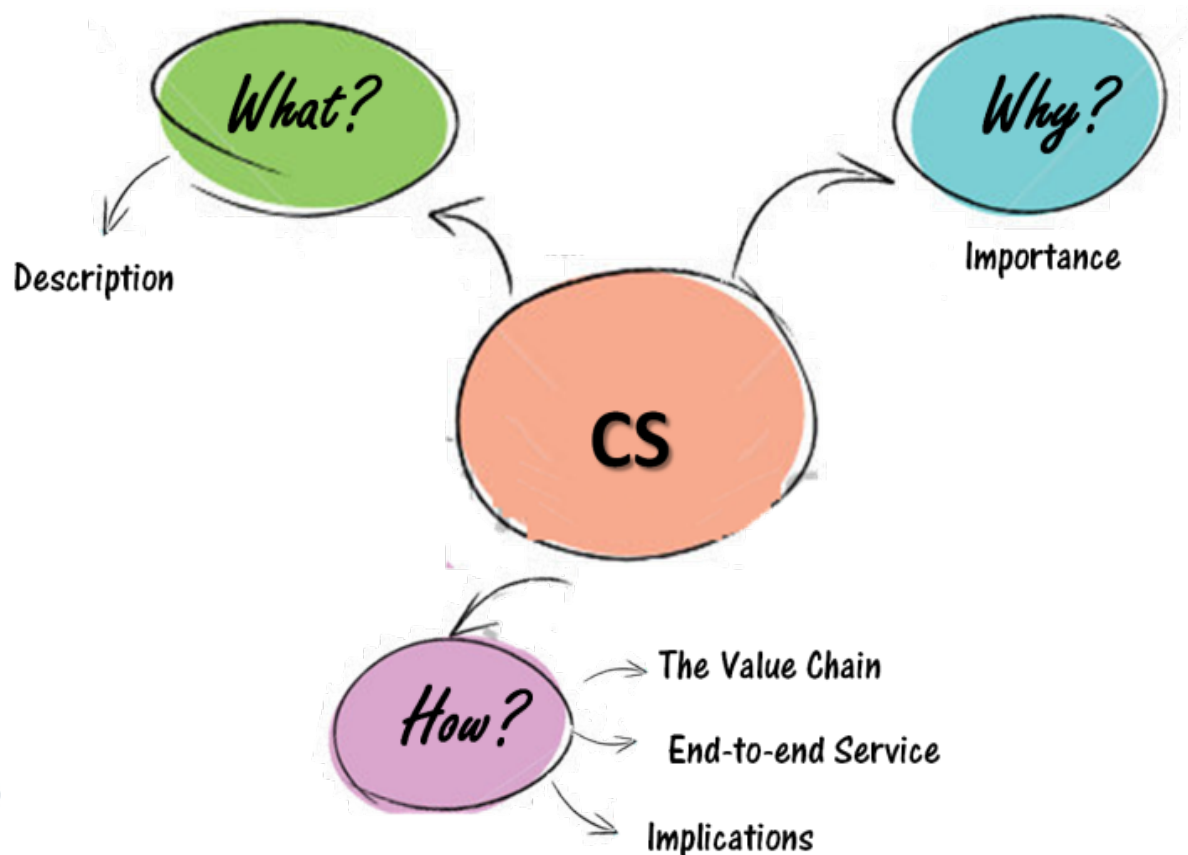 What?
Why?
Description
Importance
CS
How?
The Value Chain
End-to-end Service
Implications